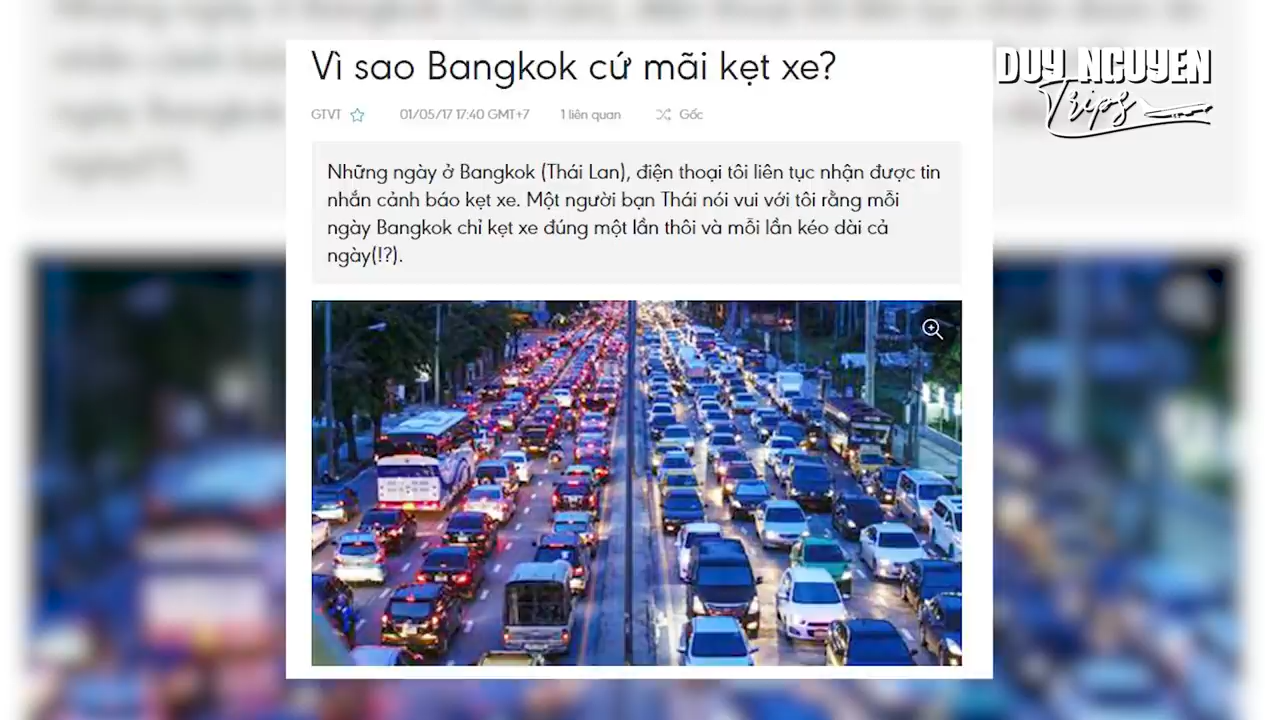 Vì sao Bangkok cứ mãi kẹt xe?
GTVT 01/05/17 17:40 GMT+7 1 liên quan Gốc
Những ngày ở Bangkok (Thái Lan), điện thoại tôi liên tục nhận được tin
nhắn cảnh báo kẹt xe. Một người bạn Thái nói vui với tôi rằng mỗi
ngày Bangkok chỉ kẹt xe đúng một lần thôi và mỗi lần kéo dài cả
ngày(!?).
DUY NGUYEN
Trips